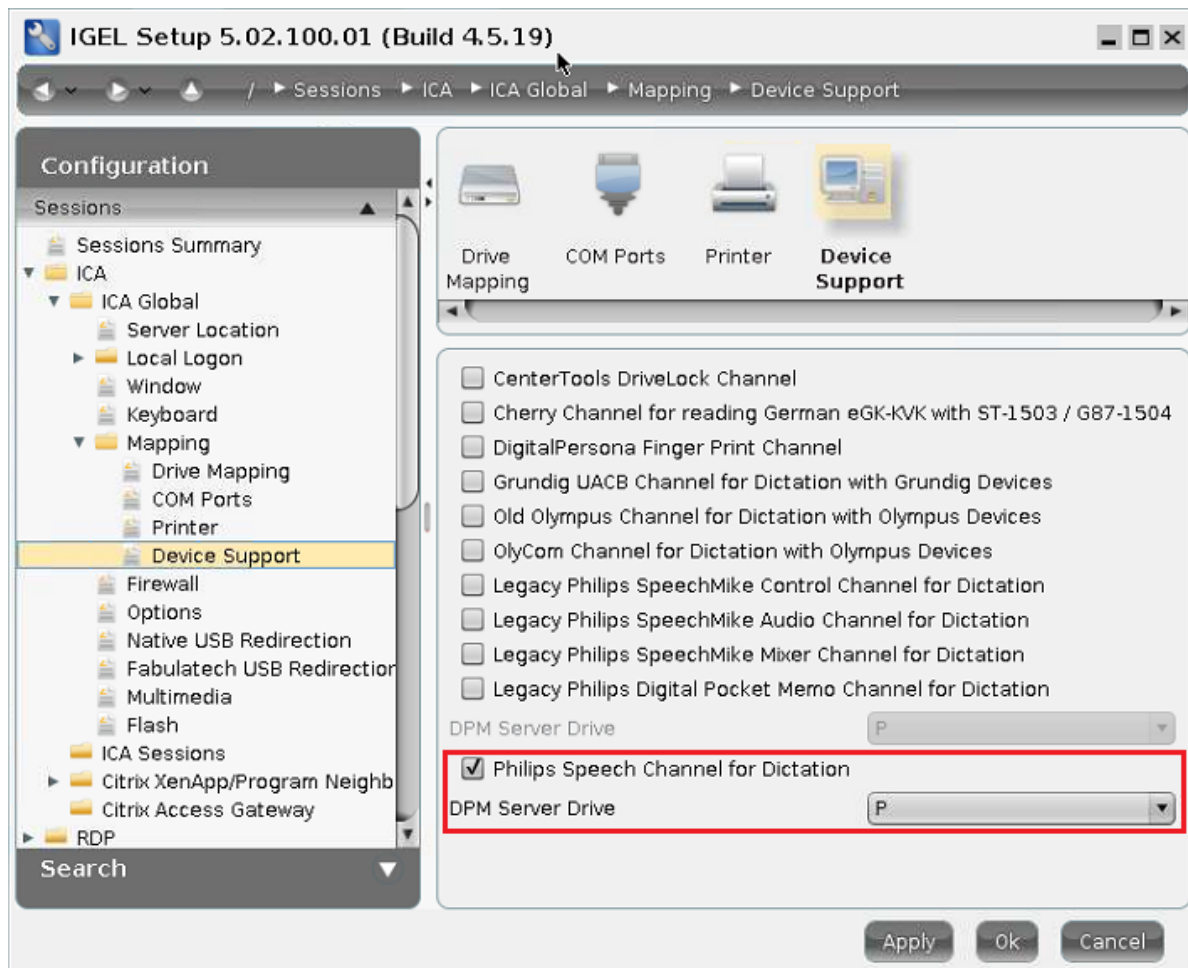 IGEL Setup 5.02.100.01 (Build 4.5.19)
/ Sessions ICA ICA Global Mapping Device Support
Configuration
Sessions
Sessions Summary
ICA
ICA Global
Server Location
Local Logon
Window
Keyboard
Mapping
Drive Mapping
COM Ports
Printer
Device Support
Firewall
Options
Native USB Redirection
Fabulatech USB Redirection
Multimedia
Flash
ICA Sessions
Citrix XenApp/Program Neighb
Citrix Access Gateway
RDP
Search
Drive
Mapping
COM Ports
Printer
Device
Support
CenterTools DriveLock Channel
Cherry Channel for reading German eGK-KVK with ST-1503 / G87-1504
DigitalPersona Finger Print Channel
Grundig UACB Channel for Dictation with Grundig Devices
Old Olympus Channel for Dictation with Olympus Devices
OlyCom Channel for Dictation with Olympus Devices
Legacy Philips SpeechMike Control Channel for Dictation
Legacy Philips SpeechMike Audio Channel for Dictation
Legacy Philips SpeechMike Mixer Channel for Dictation
Legacy Philips Digital Pocket Memo Channel for Dictation
DPM Server Drive P
Philips Speech Channel for Dictation
DPM Server Drive P
Apply Ok Cancel